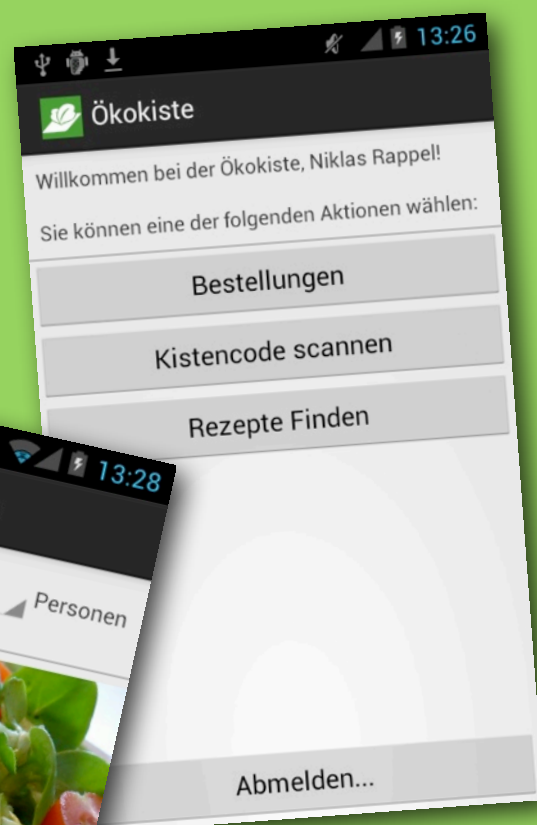 13:26
Ökokiste
Willkommen bei der Ökokiste, Niklas Rappel!
Sie können eine der folgenden Aktionen wählen:
Bestellungen
Kistencode scannen
Rezepte Finden
Abmelden...
13:28
Personen